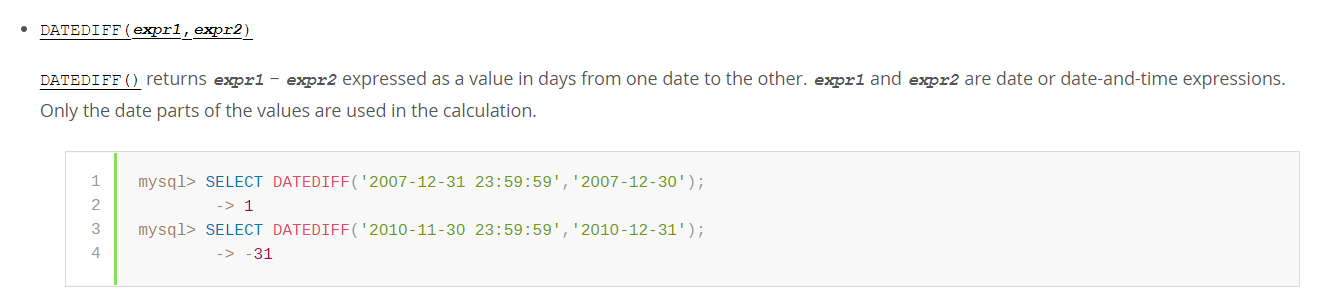 DATEDIFF(expr1,expr2)
DATEDIFF() returns expr1 − expr2 expressed as a value in days from one date to the other. expr1 and expr2 are date or date-and-time expressions.
Only the date parts of the values are used in the calculation.
1 mysql> SELECT DATEDIFF('2007-12-31 23:59:59','2007-12-30');
2         -> 1
3 mysql> SELECT DATEDIFF('2010-11-30 23:59:59','2010-12-31');
4         -> -31